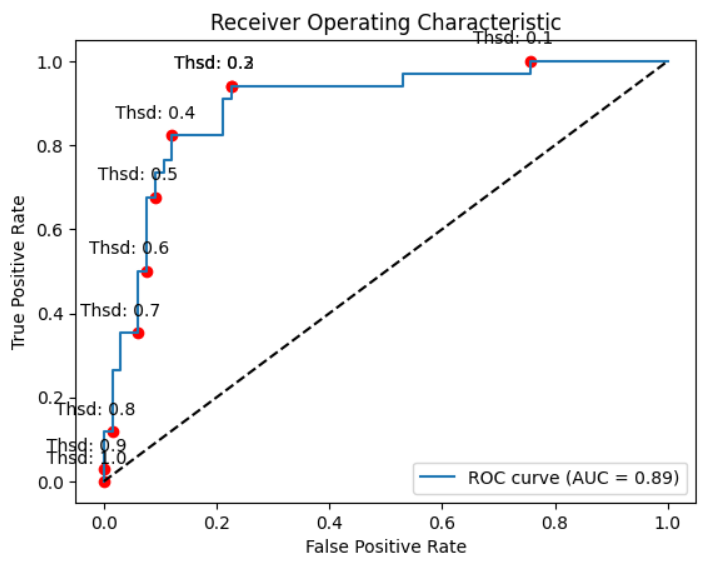 Receiver Operating Characteristic
Thsd: 0.1
Thsd: 0.2
Thsd: 0.4
Thsd: 0.5
Thsd: 0.6
Thsd: 0.7
Thsd: 0.8
Thsd: 0.9
Thsd: 1.0
True Positive Rate
1.0
0.8
0.6
0.4
0.2
0.0
ROC curve (AUC = 0.89)
0.0 0.2 0.4 0.6 0.8 1.0
False Positive Rate